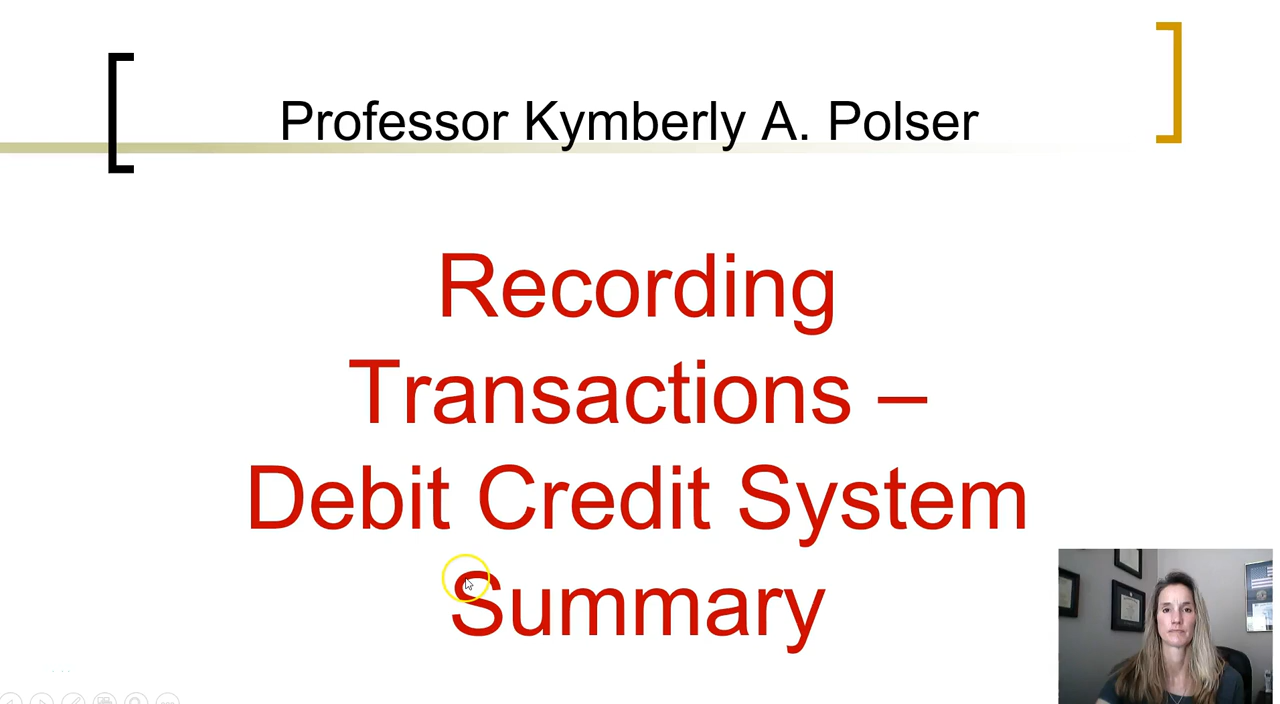 Professor Kymberly A. Polser
Recording
Transactions –
Debit Credit System
Summary